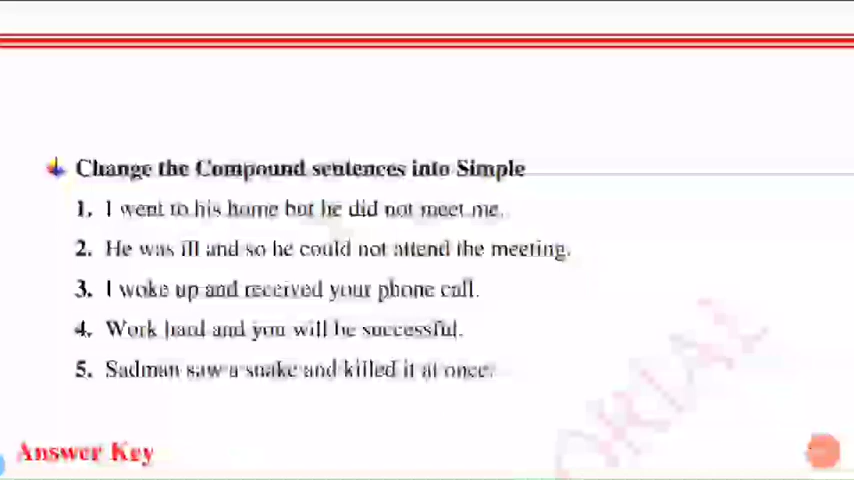 Change the Compound sentences into Simple
1. I went to his home but he did not meet me.
2. He was ill and so he could not attend the meeting.
3. I woke up and received your phone call.
4. Work hard and you will be successful.
5. Sadman saw a snake and killed it at once.
Answer Key